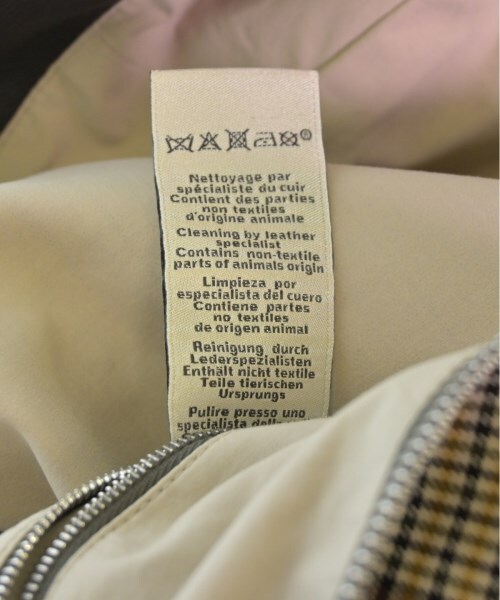 Nettoyage par
spécialiste du cuir
Contient des parties
non textiles
d'origine animale
Cleaning by leather
specialist
Contains non-textile
parts of animals origin
Limpieza por
especialista del cuero
Contiene partes
no textiles
de origen animal
Reinigung durch
Lederspezialisten
Enthält nicht textile
Teile tierischen
Ursprungs
Pulire presso uno
specialista